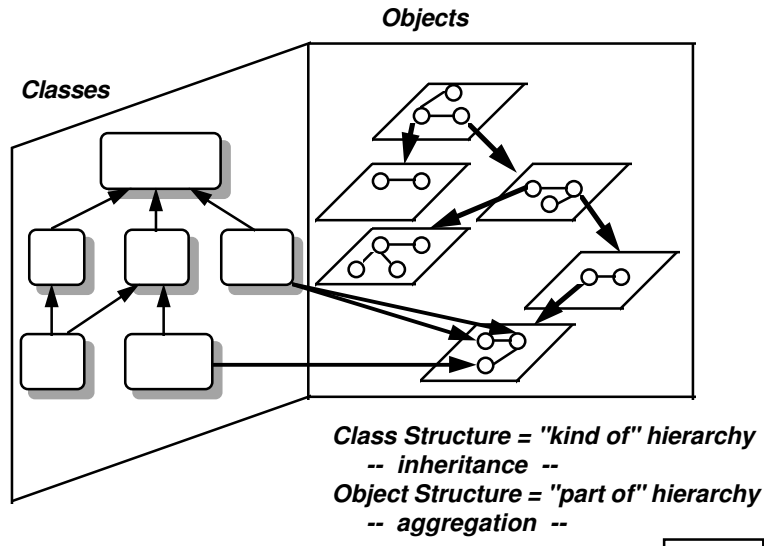 Objects
Classes
Class Structure = "kind of" hierarchy
-- inheritance --
Object Structure = "part of" hierarchy
-- aggregation --